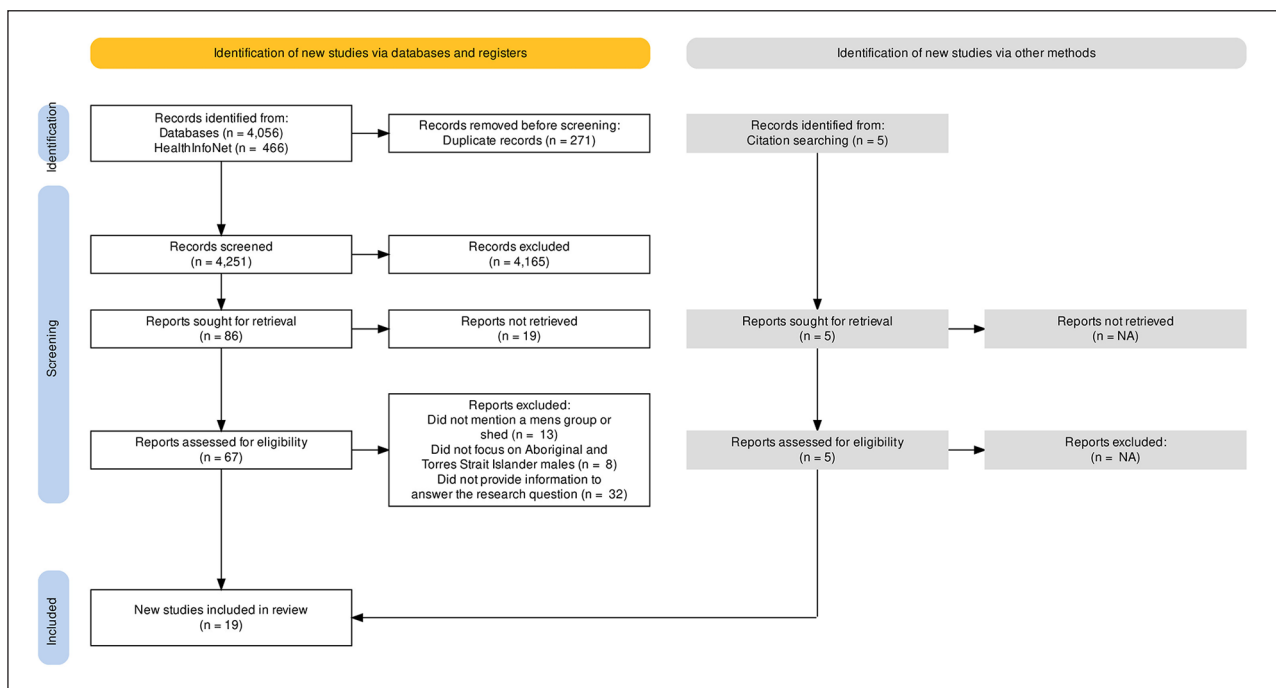 Identification of new studies via databases and registers
Identification of new studies via other methods
Identification
Records identified from:
Databases (n = 4,056)
HealthInfoNet (n = 466)
Records removed before screening:
Duplicate records (n = 271)
Records identified from:
Citation searching (n = 5)
Screening
Records screened
(n = 4,251)
Records excluded
(n = 4,165)
Reports sought for retrieval
(n = 86)
Reports not retrieved
(n = 19)
Reports sought for retrieval
(n = 5)
Reports not retrieved
(n = NA)
Reports assessed for eligibility
(n = 67)
Reports excluded:
Did not mention a mens group or
shed (n = 13)
Did not focus on Aboriginal and
Torres Strait Islander males (n = 8)
Did not provide information to
answer the research question (n = 32)
Reports assessed for eligibility
(n = 5)
Reports excluded:
(n = NA)
Included
New studies included in review
(n = 19)